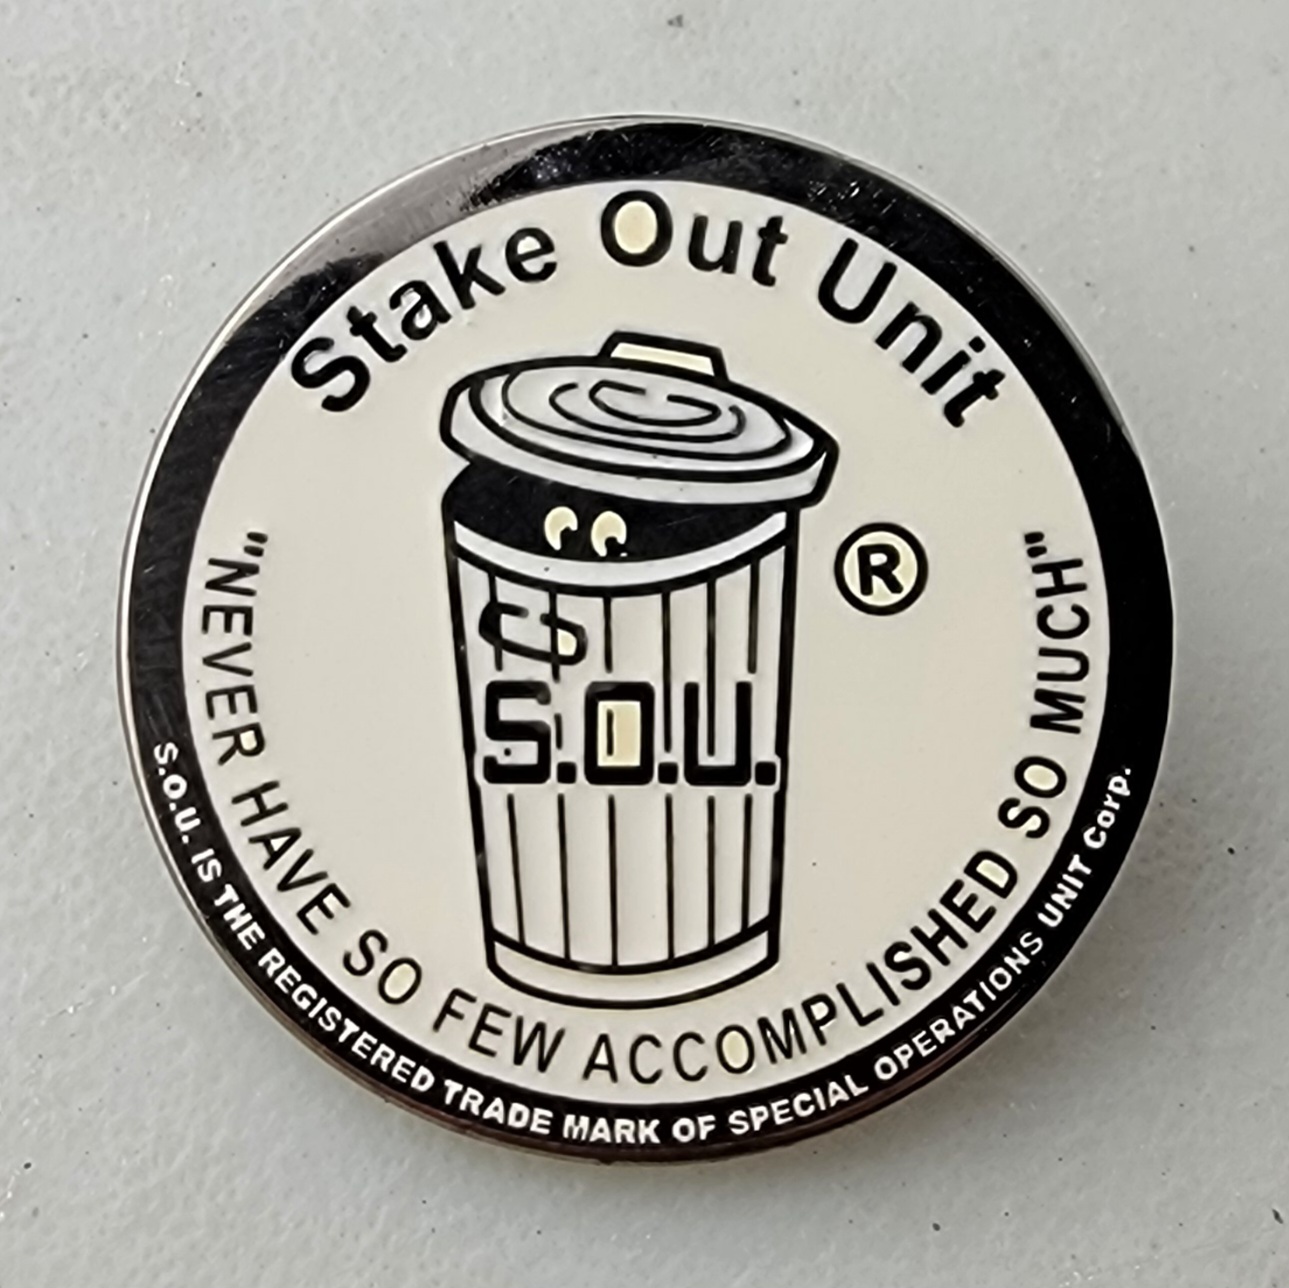 Stake Out Unit
®
S.O.U.
"NEVER HAVE SO FEW ACCOMPLISHED SO MUCH"
S.O.U. IS THE REGISTERED TRADE MARK OF SPECIAL OPERATIONS UNIT Corp.